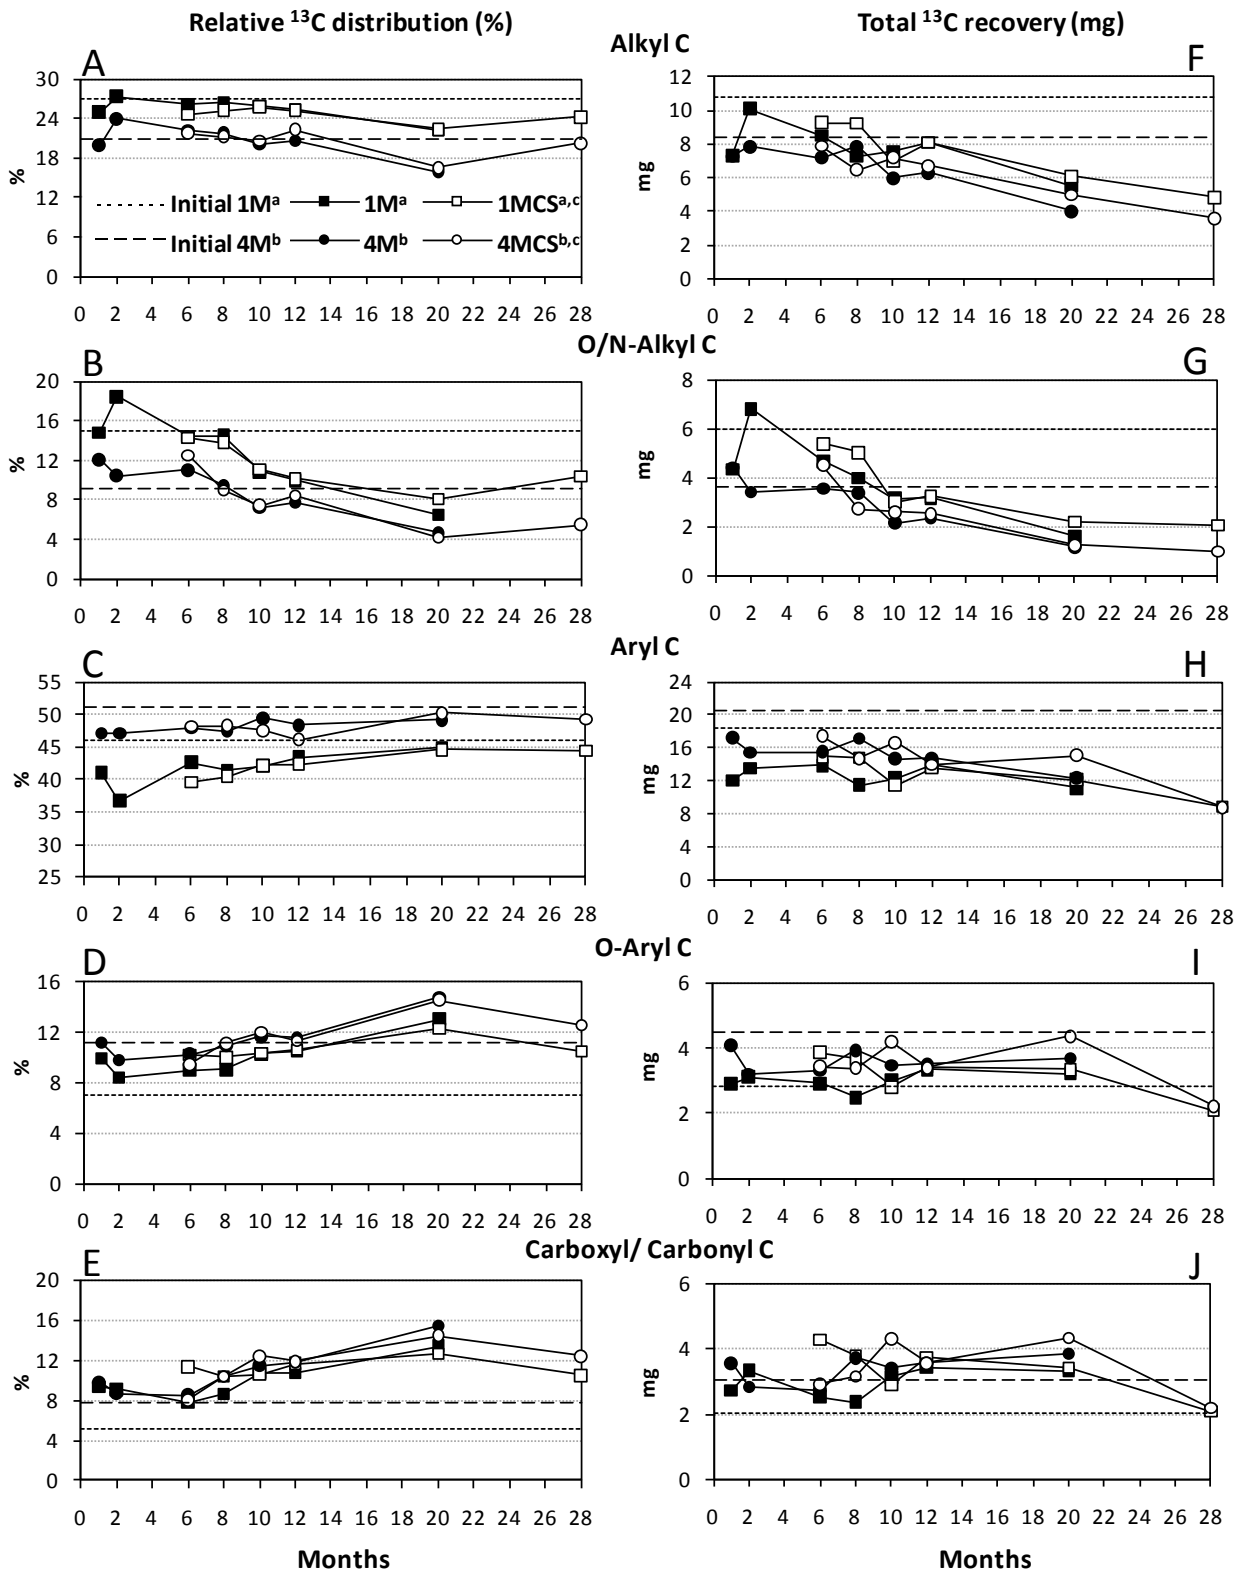 Relative ¹³C distribution (%) Total ¹³C recovery (mg)
Alkyl C
A F
30 12
24 10
18 8
12 6
6 4
0 2
0
% mg
Initial 1Mᵃ 1Mᵃ 1MCSᵃ,ᶜ
Initial 4Mᵇ 4Mᵇ 4MCSᵇ,ᶜ
0 2 4 6 8 10 12 14 16 18 20 22 24 26 28 0 2 4 6 8 10 12 14 16 18 20 22 24 26 28
O/N-Alkyl C
B G
20 8
16 6
12 4
8 2
4 0
0
% mg
0 2 4 6 8 10 12 14 16 18 20 22 24 26 28 0 2 4 6 8 10 12 14 16 18 20 22 24 26 28
Aryl C
C H
55 24
50 20
45 16
40 12
35 8
30 4
25 0
% mg
0 2 4 6 8 10 12 14 16 18 20 22 24 26 28 0 2 4 6 8 10 12 14 16 18 20 22 24 26 28
O-Aryl C
D I
16 6
12 4
8 2
4 0
0
% mg
0 2 4 6 8 10 12 14 16 18 20 22 24 26 28 0 2 4 6 8 10 12 14 16 18 20 22 24 26 28
Carboxyl/ Carbonyl C
E J
20 6
16 4
12 2
8 0
4
0
% mg
0 2 4 6 8 10 12 14 16 18 20 22 24 26 28 0 2 4 6 8 10 12 14 16 18 20 22 24 26 28
Months Months